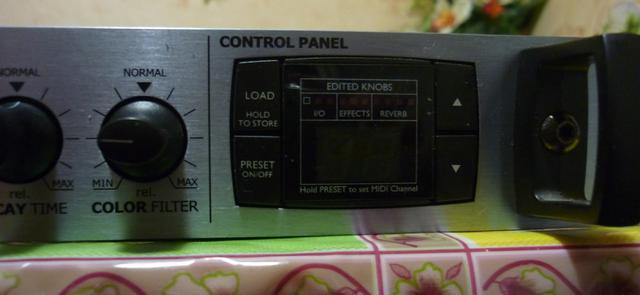 CONTROL PANEL
NORMAL
NORMAL
LOAD
HOLD
TO STORE
PRESET
ON/OFF
EDITED KNOBS
I/O EFFECTS REVERB
Hold PRESET to set MIDI Channel
MAX MIN MAX
rel. rel.
CAY TIME COLOR FILTER